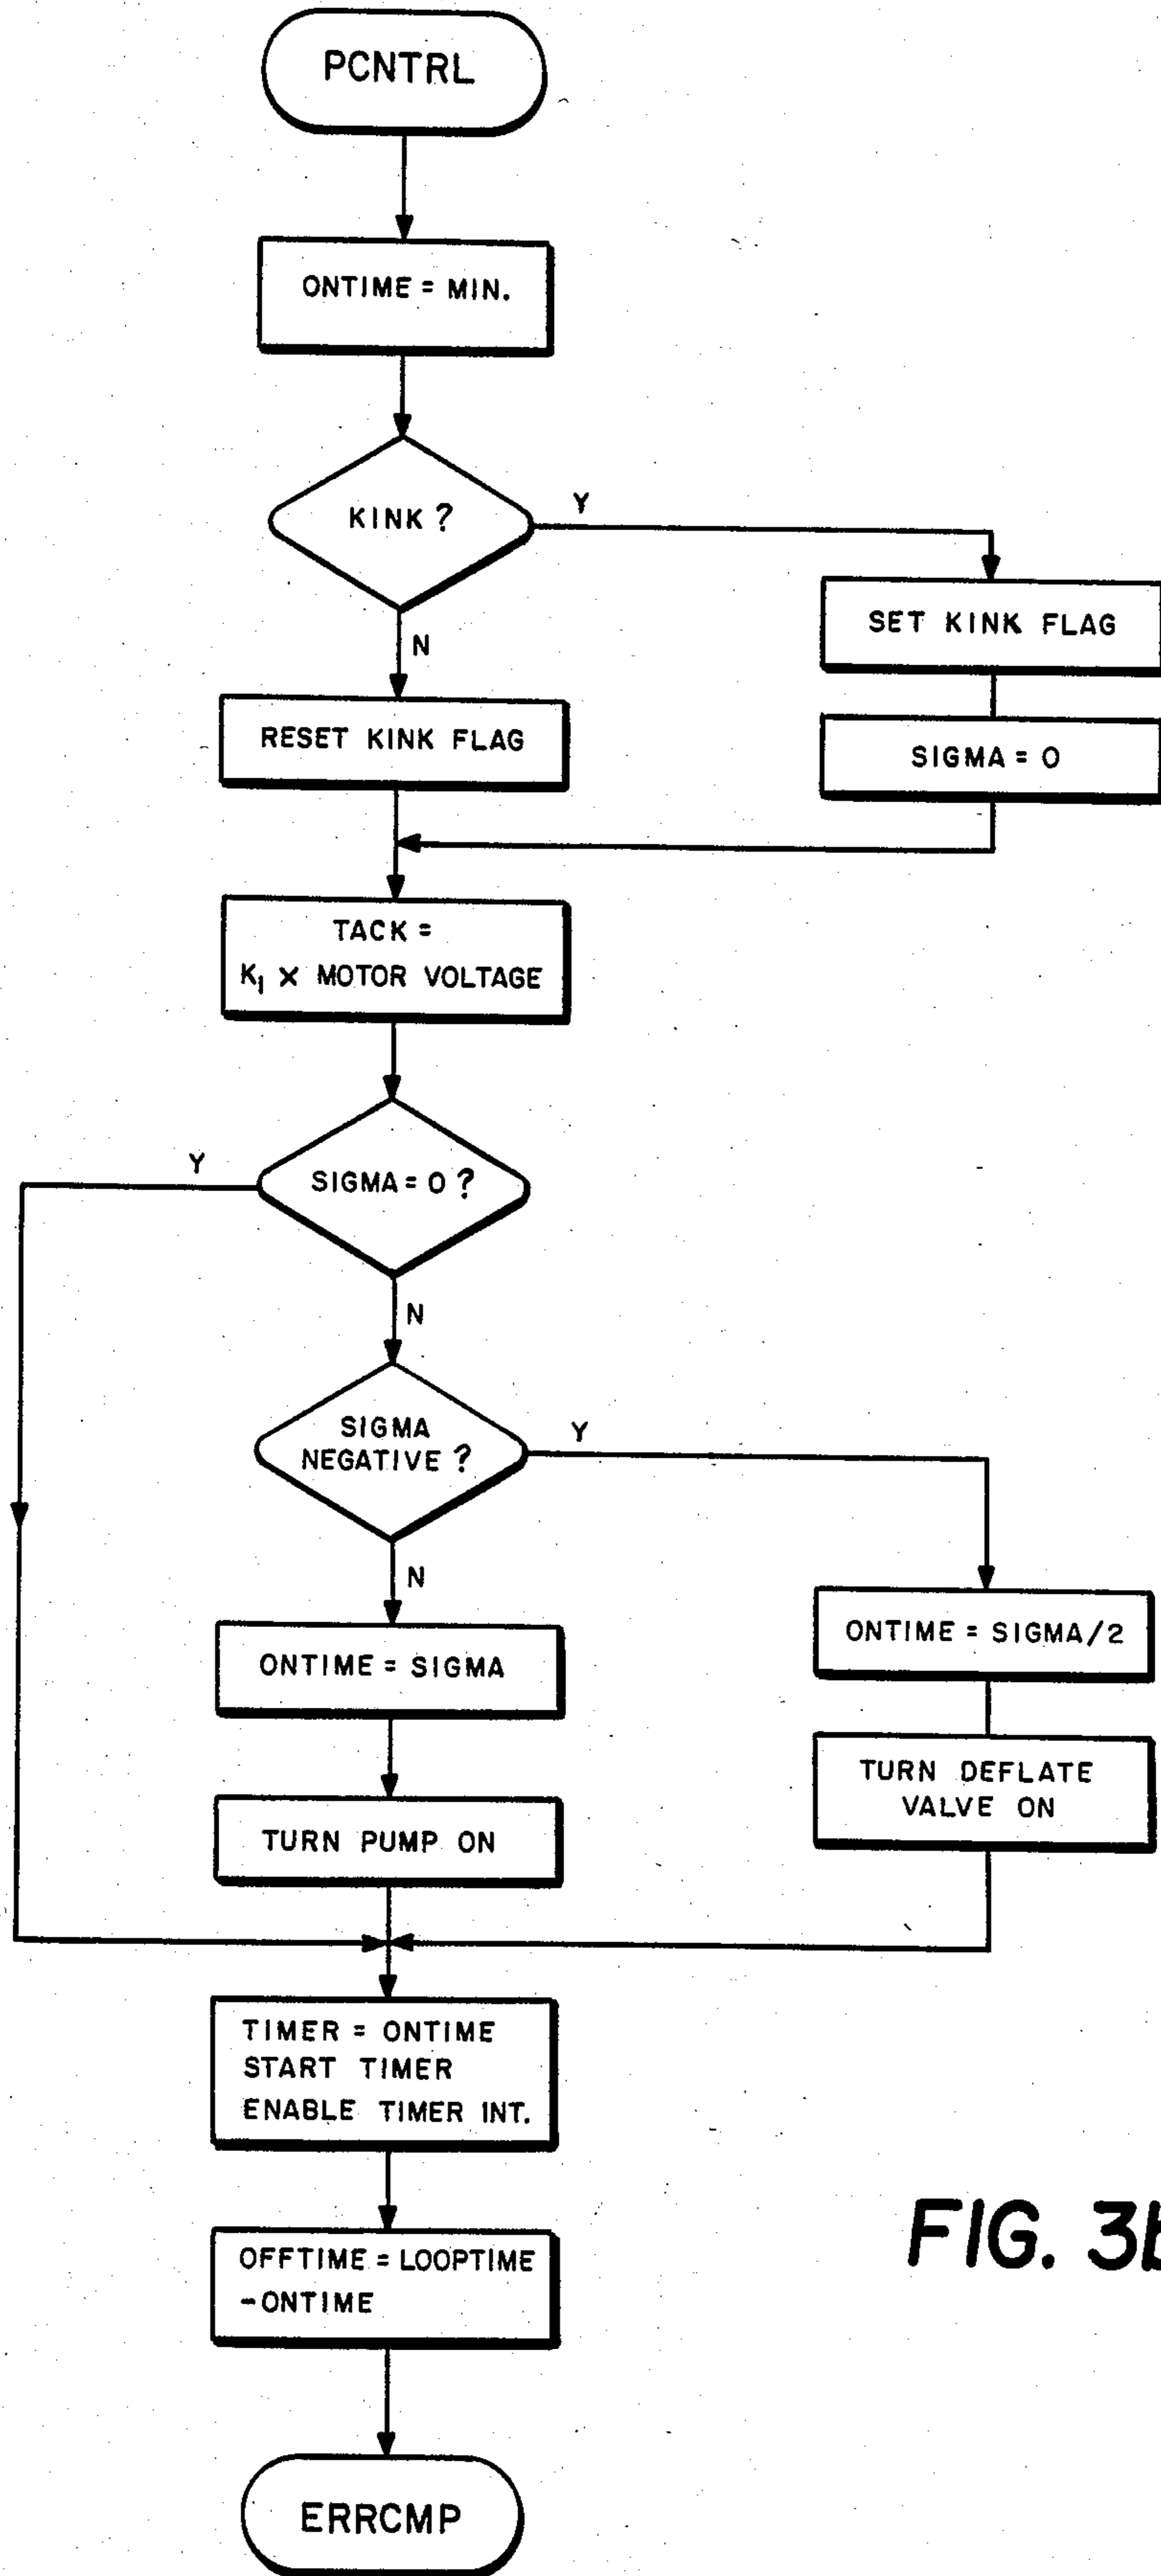 PCNTRL
ONTIME = MIN.
KINK ?
Y
N
SET KINK FLAG
RESET KINK FLAG
SIGMA = 0
TACK =
K₁ × MOTOR VOLTAGE
SIGMA = 0 ?
Y
N
SIGMA
NEGATIVE ?
Y
N
ONTIME = SIGMA
ONTIME = SIGMA/2
TURN PUMP ON
TURN DEFLATE
VALVE ON
TIMER = ONTIME
START TIMER
ENABLE TIMER INT.
OFFTIME = LOOPTIME
-ONTIME
FIG. 3b
ERRCMP